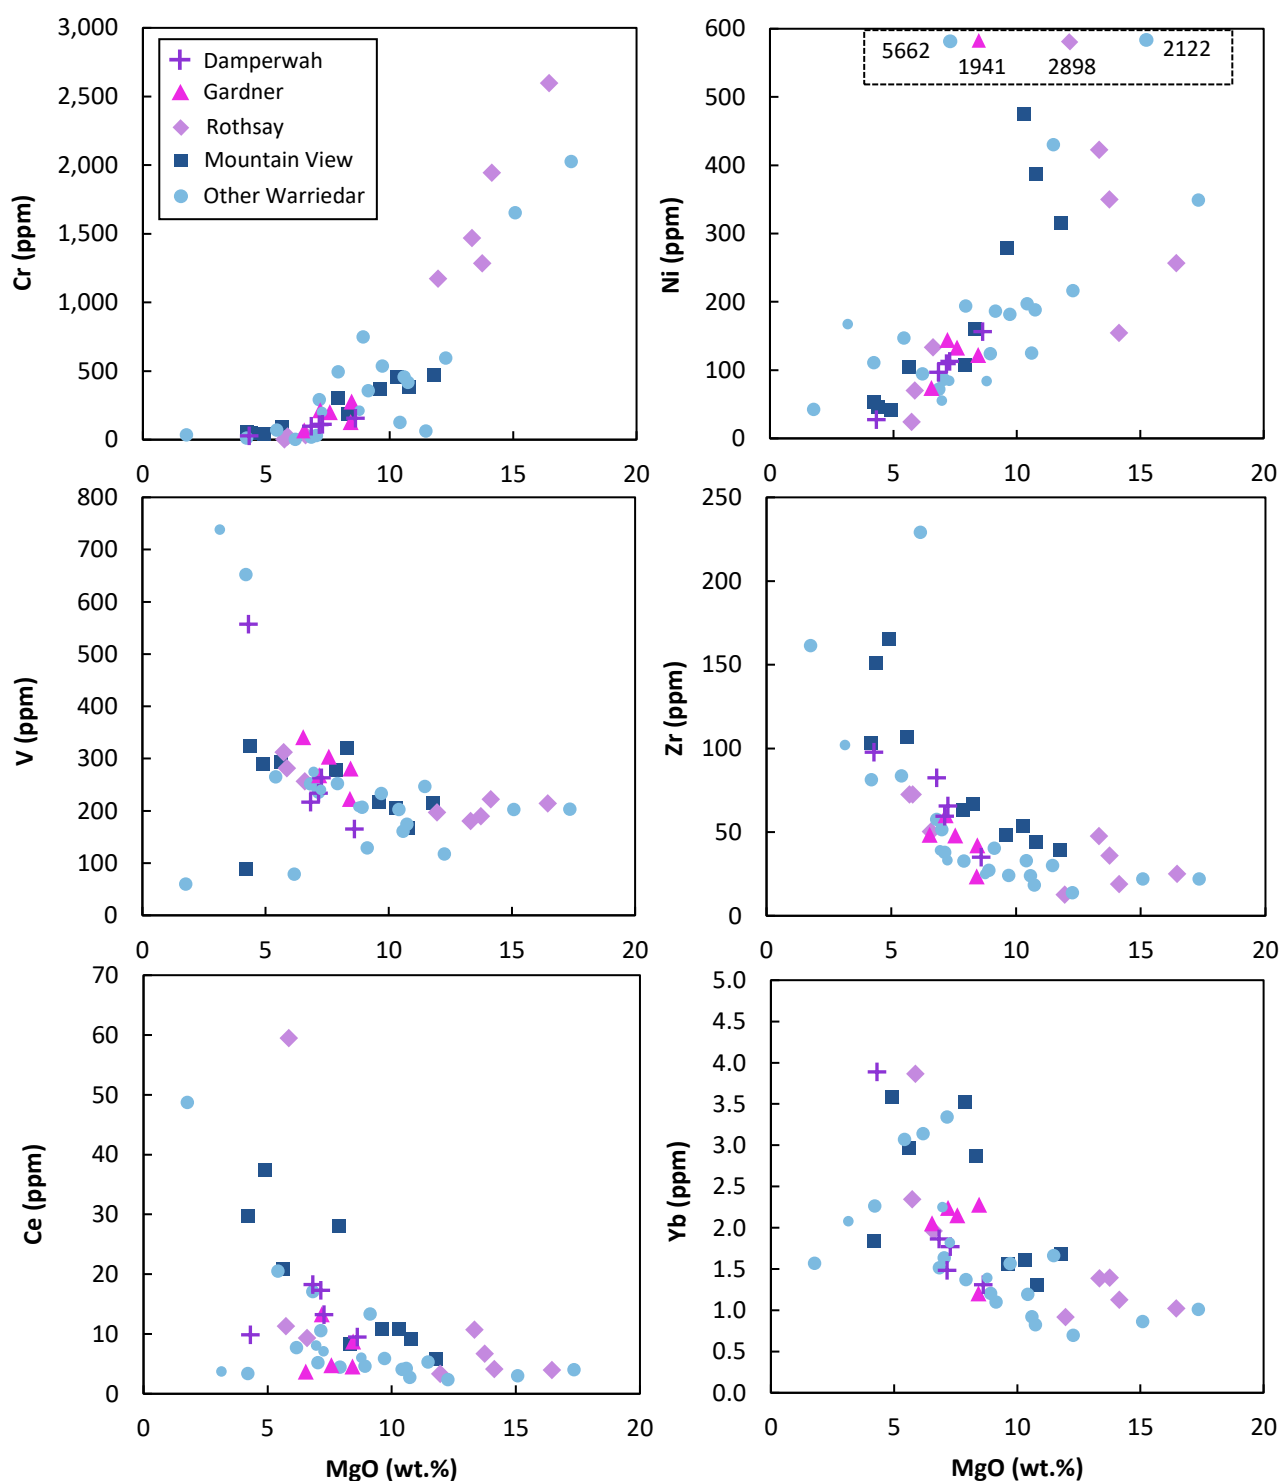 3,000
2,500
2,000
1,500
1,000
500
0
Cr (ppm)
Damperwah
Gardner
Rothsay
Mountain View
Other Warriedar
0 5 10 15 20
600
500
400
300
200
100
0
Ni (ppm)
5662 1941 2898 2122
0 5 10 15 20
800
700
600
500
400
300
200
100
0
V (ppm)
0 5 10 15 20
250
200
150
100
50
0
Zr (ppm)
0 5 10 15 20
70
60
50
40
30
20
10
0
Ce (ppm)
0 5 10 15 20
MgO (wt.%)
5.0
4.5
4.0
3.5
3.0
2.5
2.0
1.5
1.0
0.5
0.0
Yb (ppm)
0 5 10 15 20
MgO (wt.%)